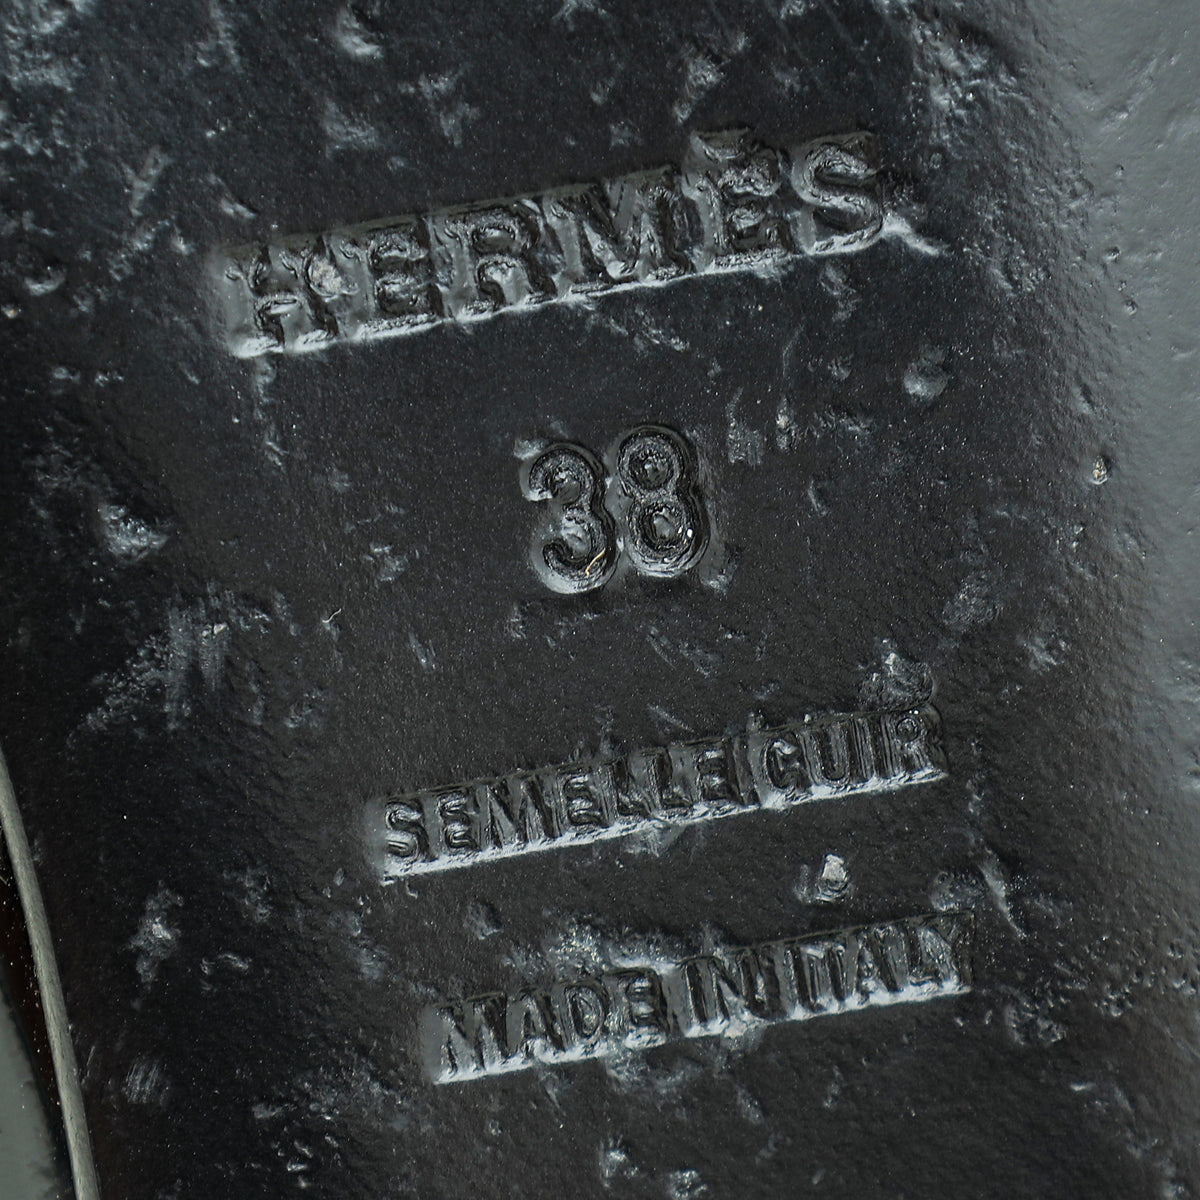 HERMÈS
38
SEMELLE CUIR
MADE IN ITALY